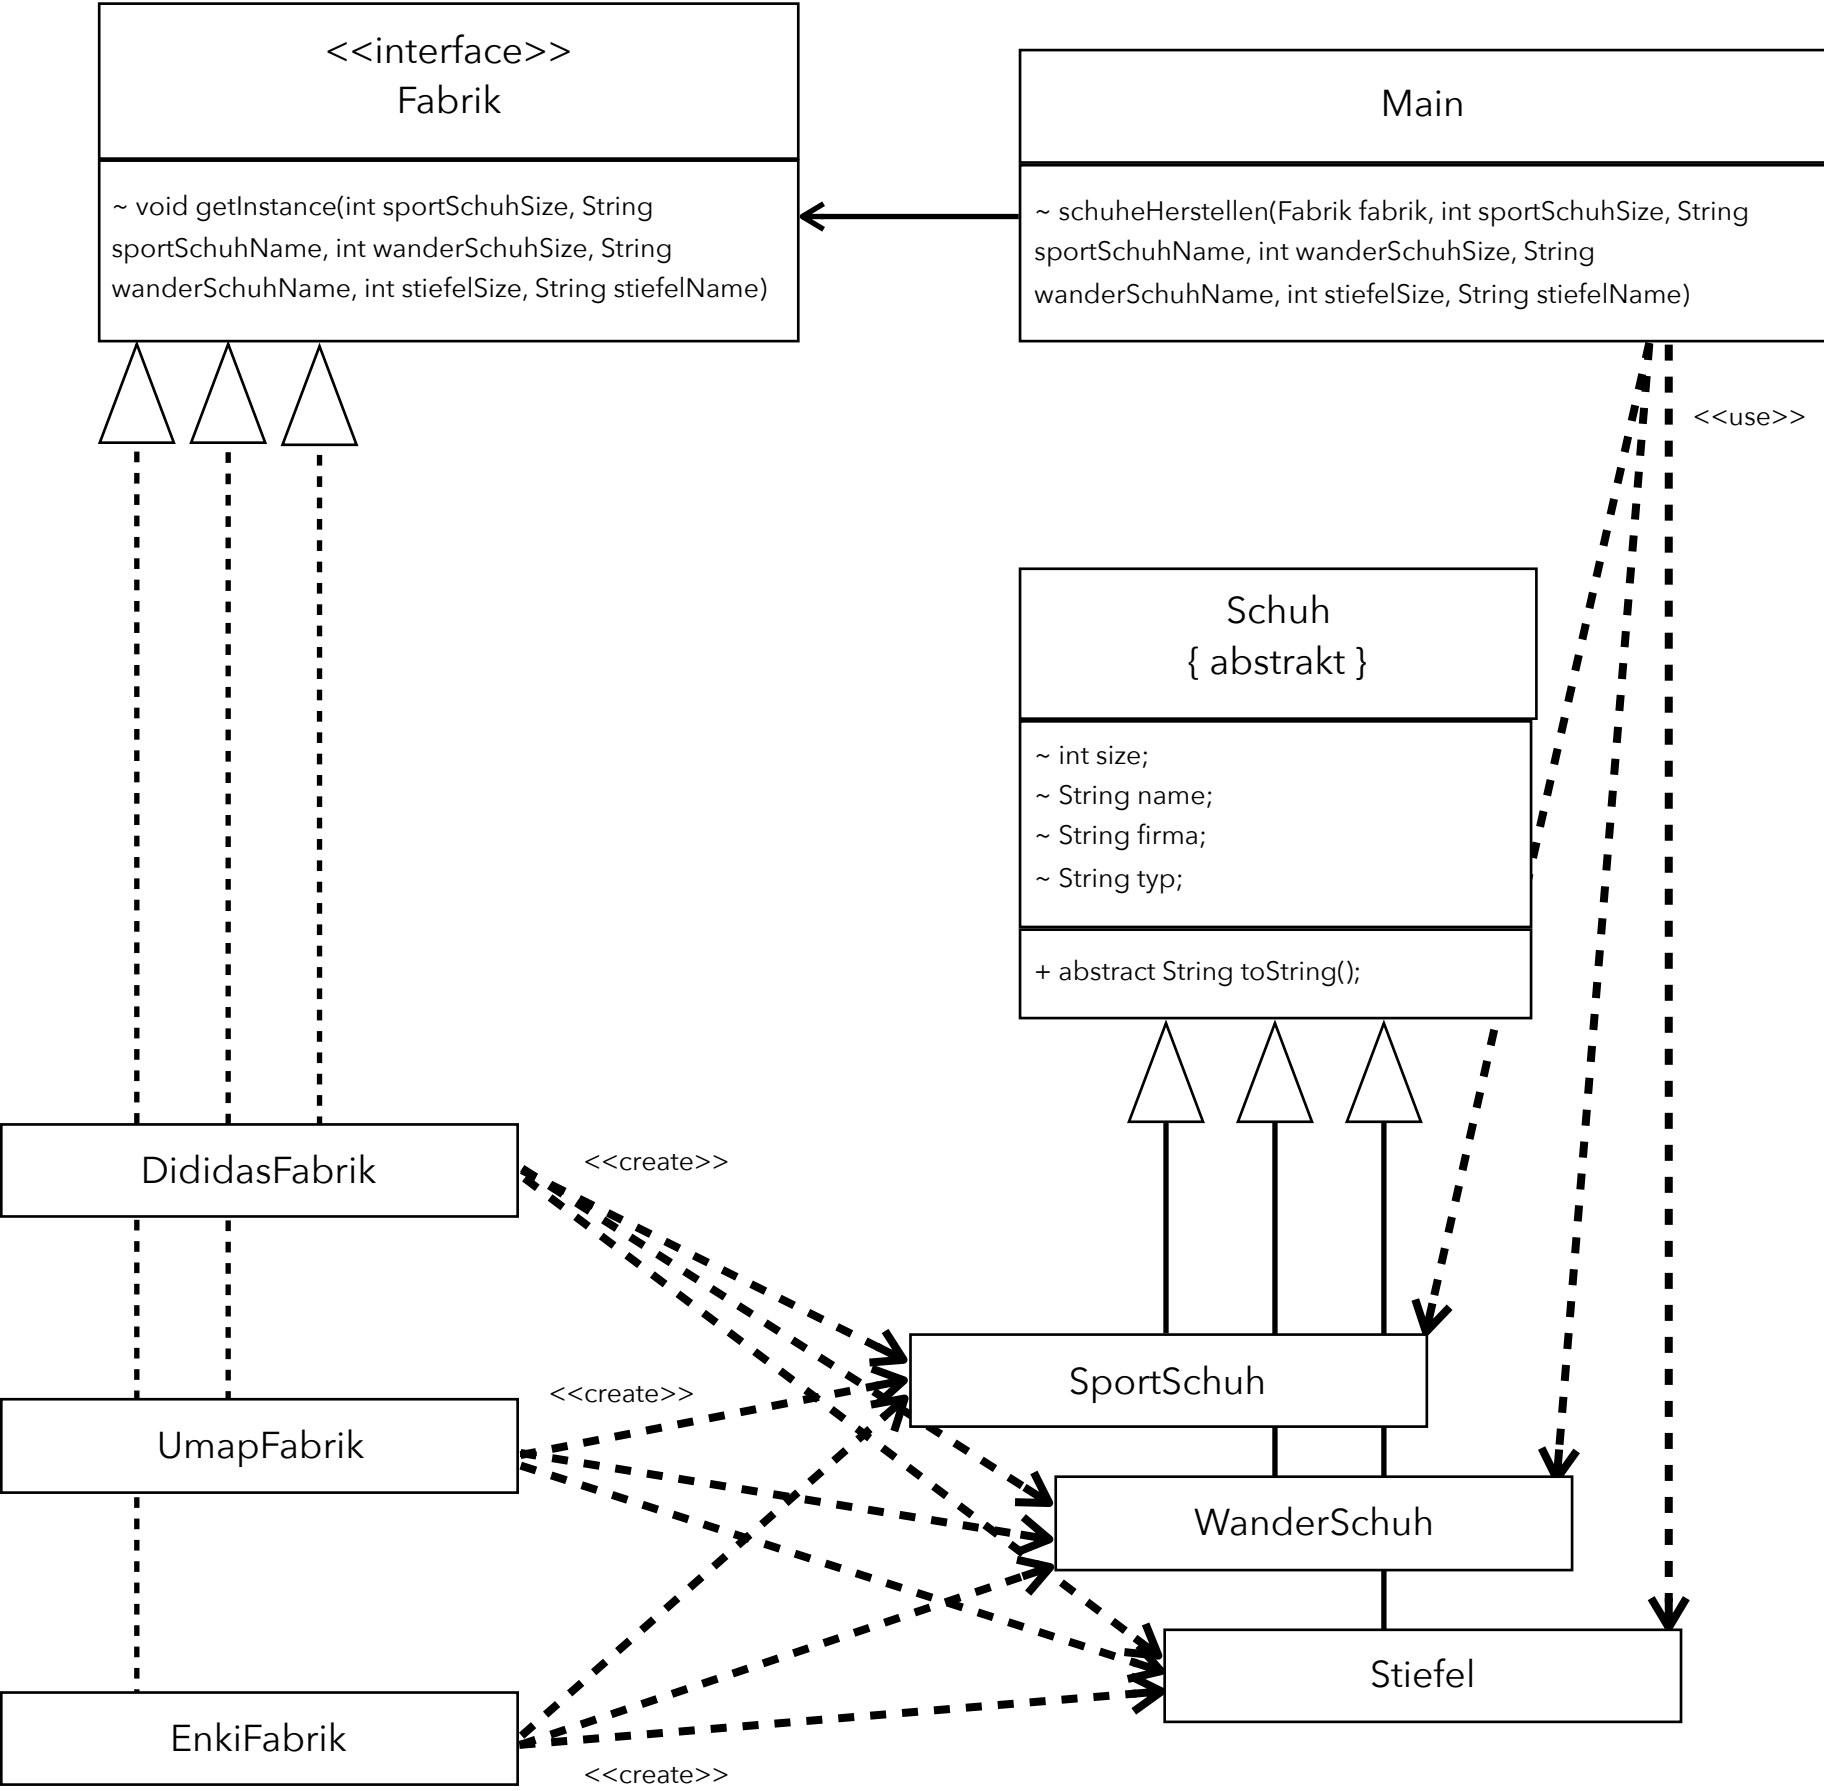 <<interface>>
Fabrik
~ void getInstance(int sportSchuhSize, String
sportSchuhName, int wanderSchuhSize, String
wanderSchuhName, int stiefelSize, String stiefelName)
Main
~ schuheHerstellen(Fabrik fabrik, int sportSchuhSize, String
sportSchuhName, int wanderSchuhSize, String
wanderSchuhName, int stiefelSize, String stiefelName)
<<use>>
Schuh
{ abstrakt }
~ int size;
~ String name;
~ String firma;
~ String typ;
+ abstract String toString();
DididasFabrik
<<create>>
SportSchuh
<<create>>
UmapFabrik
WanderSchuh
Stiefel
EnkiFabrik
<<create>>